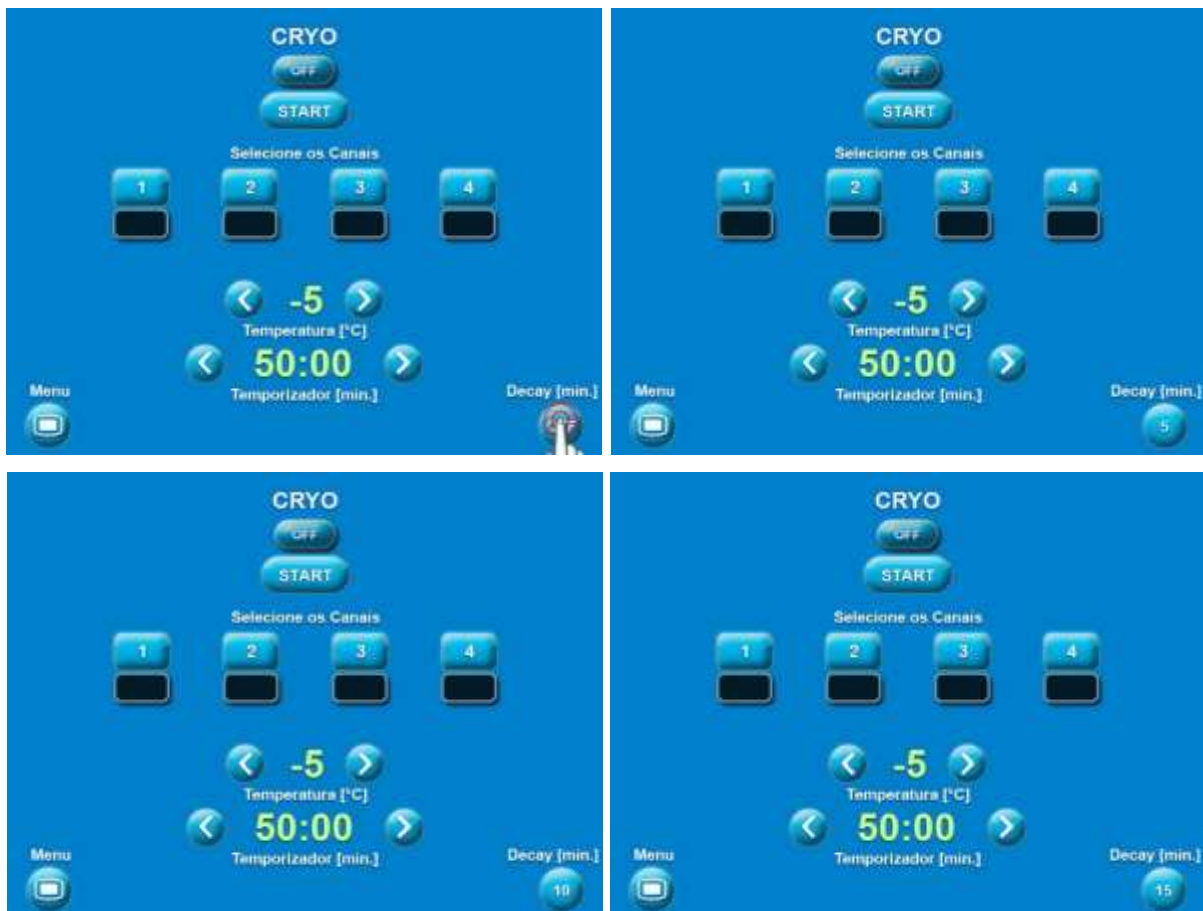 CRYO
OFF
START
Selecione os Canais
1 2 3 4
-5
Temperatura [°C]
50:00
Temporizador [min.]
Menu
Decay [min.]
CRYO
OFF
START
Selecione os Canais
1 2 3 4
-5
Temperatura [°C]
50:00
Temporizador [min.]
Menu
Decay [min.]
5
CRYO
OFF
START
Selecione os Canais
1 2 3 4
-5
Temperatura [°C]
50:00
Temporizador [min.]
Menu
Decay [min.]
10
CRYO
OFF
START
Selecione os Canais
1 2 3 4
-5
Temperatura [°C]
50:00
Temporizador [min.]
Menu
Decay [min.]
15